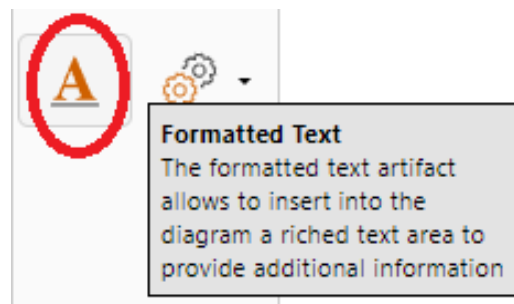 A
Formatted Text
The formatted text artifact
allows to insert into the
diagram a riched text area to
provide additional information